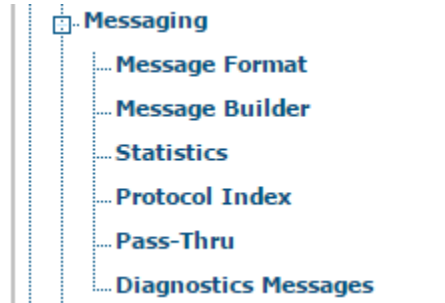 Messaging
Message Format
Message Builder
Statistics
Protocol Index
Pass-Thru
Diagnostics Messages